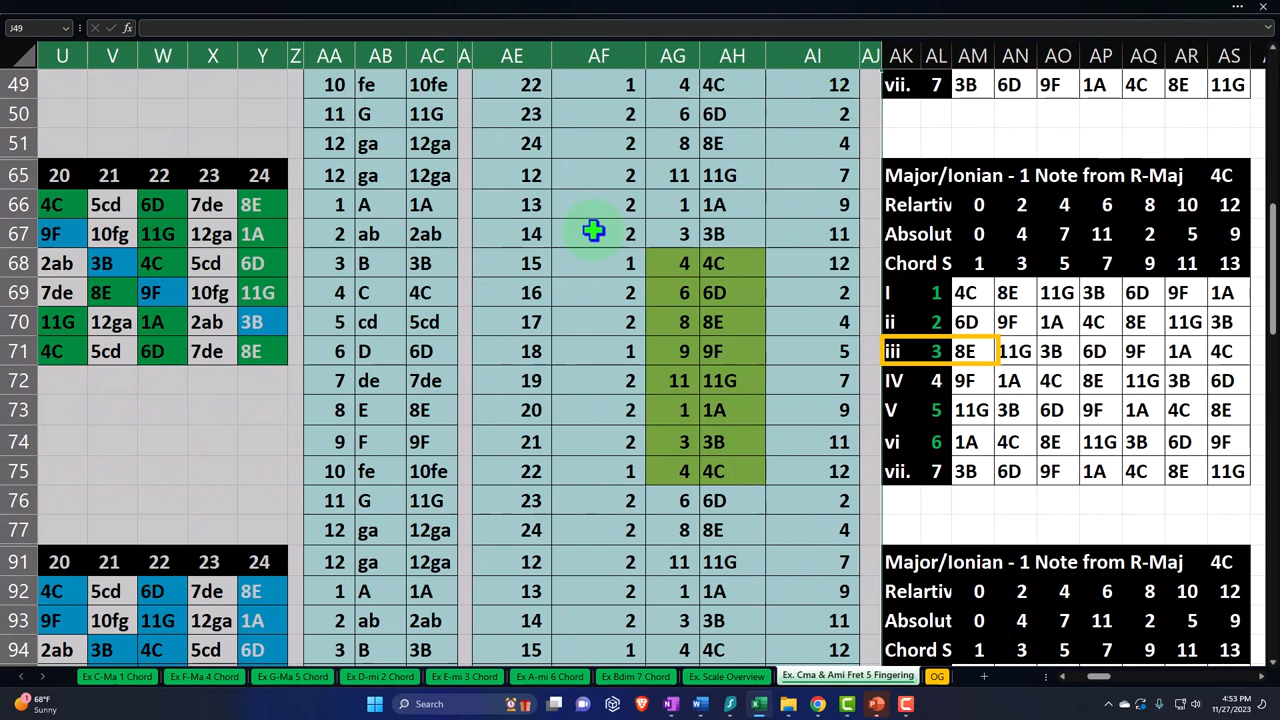 J49
fx
U V W X Y Z AA AB AC A AE AF AG AH AI AJ AK AL AM AN AO AP AQ AR AS
49 10 fe 10fe 22 1 4 4C 12 vii. 7 3B 6D 9F 1A 4C 8E 11G
50 11 G 11G 23 2 6 6D 2
51 12 ga 12ga 24 2 8 8E 4
65 20 21 22 23 24 12 ga 12ga 12 2 11 11G 7 Major/Ionian - 1 Note from R-Maj 4C
66 4C 5cd 6D 7de 8E 1 A 1A 13 2 1 1A 9 Relartiv 0 2 4 6 8 10 12
67 9F 10fg 11G 12ga 1A 2 ab 2ab 14 2 3 3B 11 Absolut 0 4 7 11 2 5 9
68 2ab 3B 4C 5cd 6D 3 B 3B 15 1 4 4C 12 Chord S 1 3 5 7 9 11 13
69 7de 8E 9F 10fg 11G 4 C 4C 16 2 6 6D 2 I 1 4C 8E 11G 3B 6D 9F 1A
70 11G 12ga 1A 2ab 3B 5 cd 5cd 17 2 8 8E 4 ii 2 6D 9F 1A 4C 8E 11G 3B
71 4C 5cd 6D 7de 8E 6 D 6D 18 1 9 9F 5 iii 3 8E 11G 3B 6D 9F 1A 4C
72 7 de 7de 19 2 11 11G 7 IV 4 9F 1A 4C 8E 11G 3B 6D
73 8 E 8E 20 2 1 1A 9 V 5 11G 3B 6D 9F 1A 4C 8E
74 9 F 9F 21 2 3 3B 11 vi 6 1A 4C 8E 11G 3B 6D 9F
75 10 fe 10fe 22 1 4 4C 12 vii. 7 3B 6D 9F 1A 4C 8E 11G
76 11 G 11G 23 2 6 6D 2
77 12 ga 12ga 24 2 8 8E 4
91 20 21 22 23 24 12 ga 12ga 12 2 11 11G 7 Major/Ionian - 1 Note from R-Maj 4C
92 4C 5cd 6D 7de 8E 1 A 1A 13 2 1 1A 9 Relartiv 0 2 4 6 8 10 12
93 9F 10fg 11G 12ga 1A 2 ab 2ab 14 2 3 3B 11 Absolut 0 4 7 11 2 5 9
94 2ab 3B 4C 5cd 6D 3 B 3B 15 1 4 4C 12 Chord S 1 3 5 7 9 11 13
Ex C-Ma 1 Chord Ex F-Ma 4 Chord Ex G-Ma 5 Chord Ex D-mi 2 Chord Ex E-mi 3 Chord Ex A-mi 6 Chord Ex Bdim 7 Chord Ex. Scale Overview Ex. Cma & Ami Fret 5 Fingering OG
68°F
Sunny
Search
4:53 PM
11/27/2023